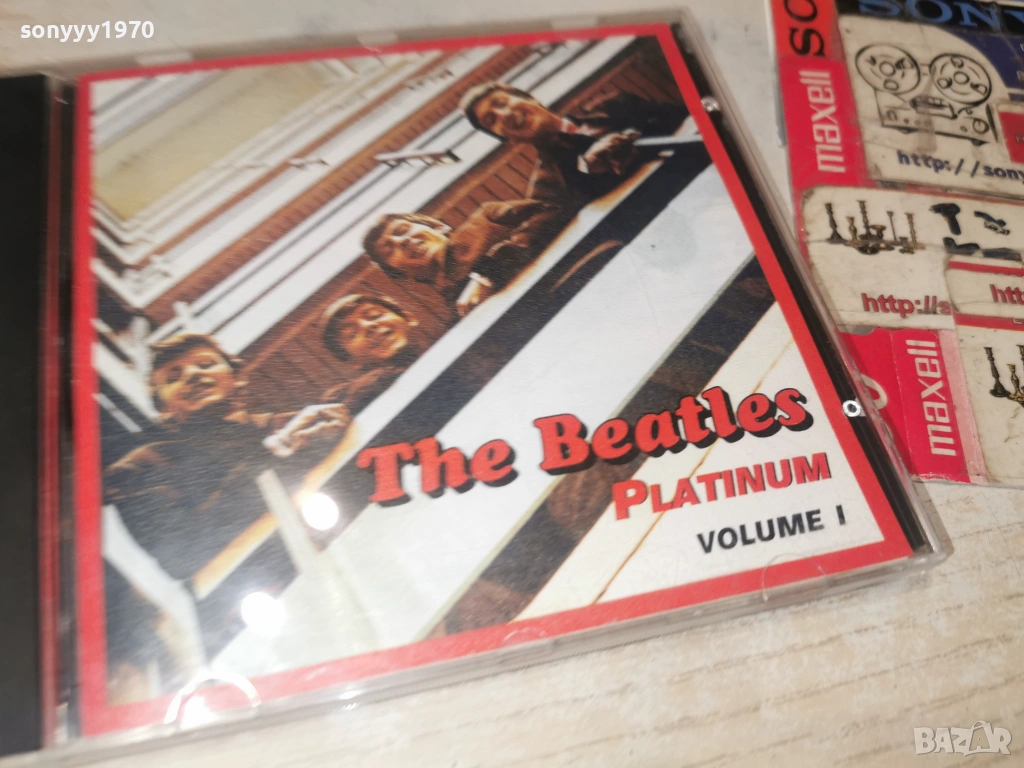 sonyyy1970
The Beatles
PLATINUM
VOLUME I
SONY
maxell
http://sony
http://s
htt
maxell
BAZAR